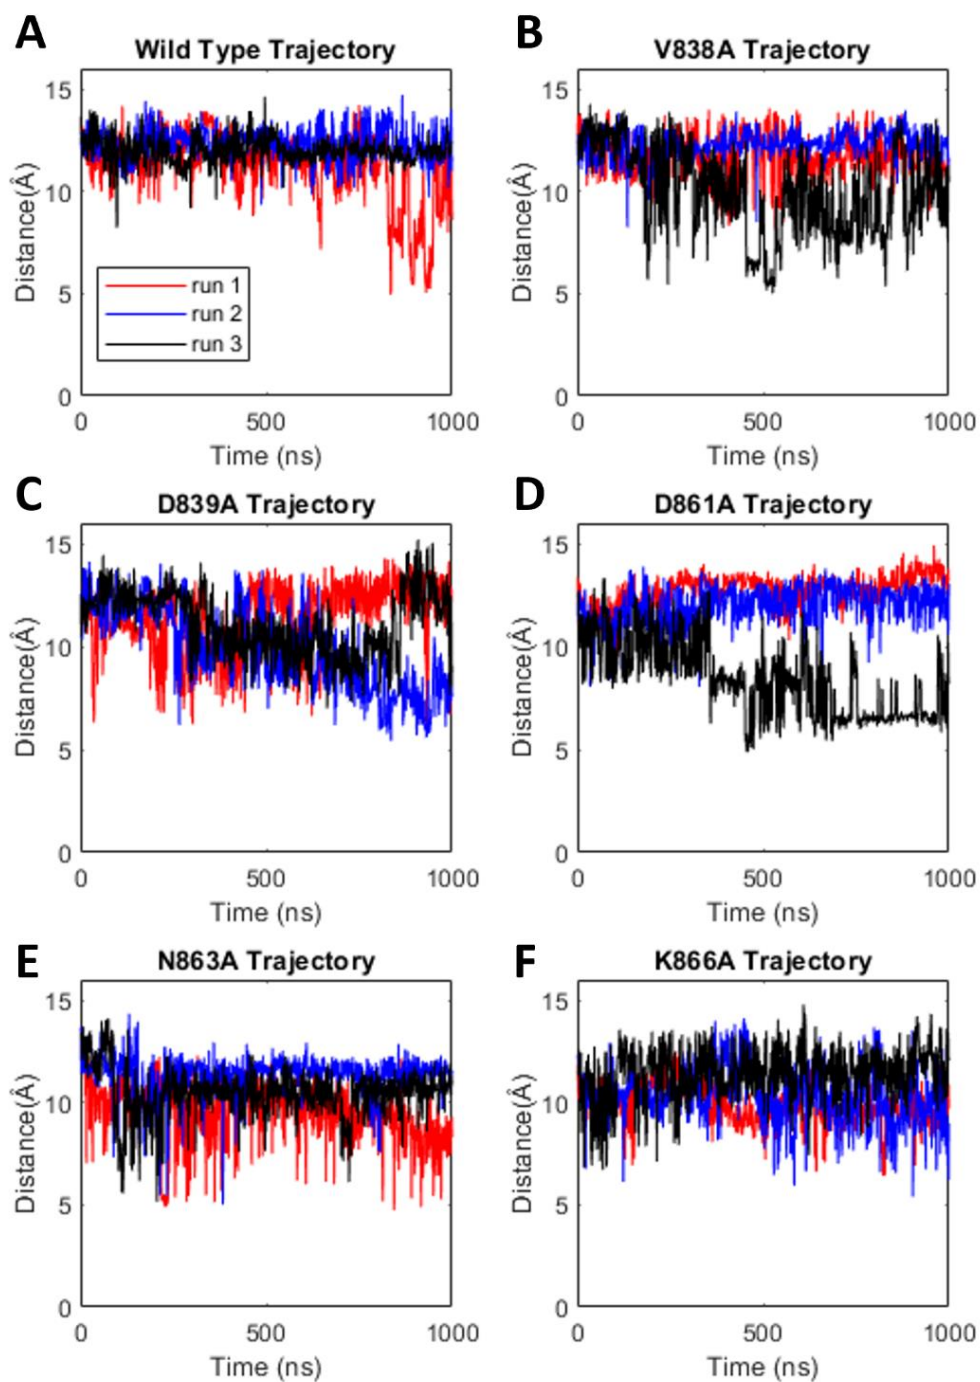 A
Wild Type Trajectory
15
10
5
0
Distance(Å)
run 1
run 2
run 3
0 500 1000
Time (ns)
B
V838A Trajectory
15
10
5
0
Distance(Å)
0 500 1000
Time (ns)
C
D839A Trajectory
15
10
5
0
Distance(Å)
0 500 1000
Time (ns)
D
D861A Trajectory
15
10
5
0
Distance(Å)
0 500 1000
Time (ns)
E
N863A Trajectory
15
10
5
0
Distance(Å)
0 500 1000
Time (ns)
F
K866A Trajectory
15
10
5
0
Distance(Å)
0 500 1000
Time (ns)